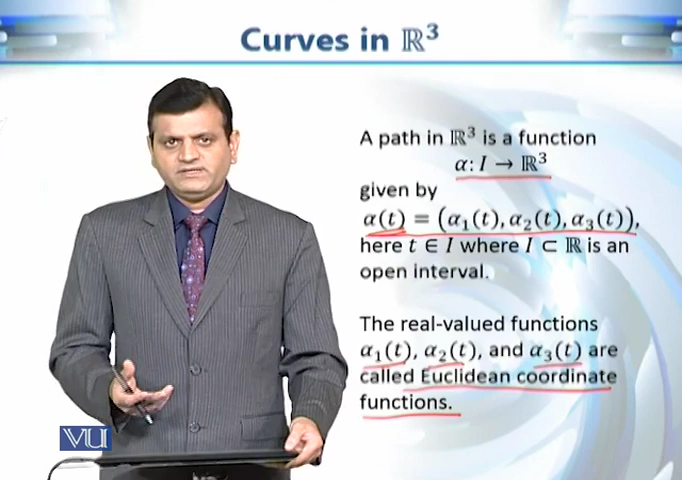 Curves in ℝ³
A path in ℝ³ is a function
α: I → ℝ³
given by
α(t) = (α₁(t), α₂(t), α₃(t)),
here t ∈ I where I ⊂ ℝ is an
open interval.
The real-valued functions
α₁(t), α₂(t), and α₃(t) are
called Euclidean coordinate
functions.
VU